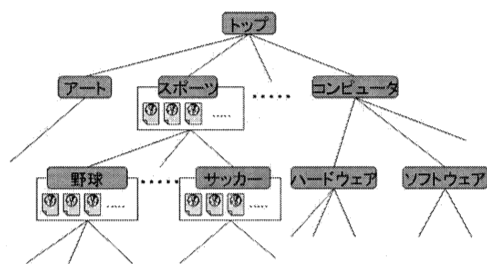 トップ
アート
スポーツ
コンピュータ
野球
サッカー
ハードウェア
ソフトウェア